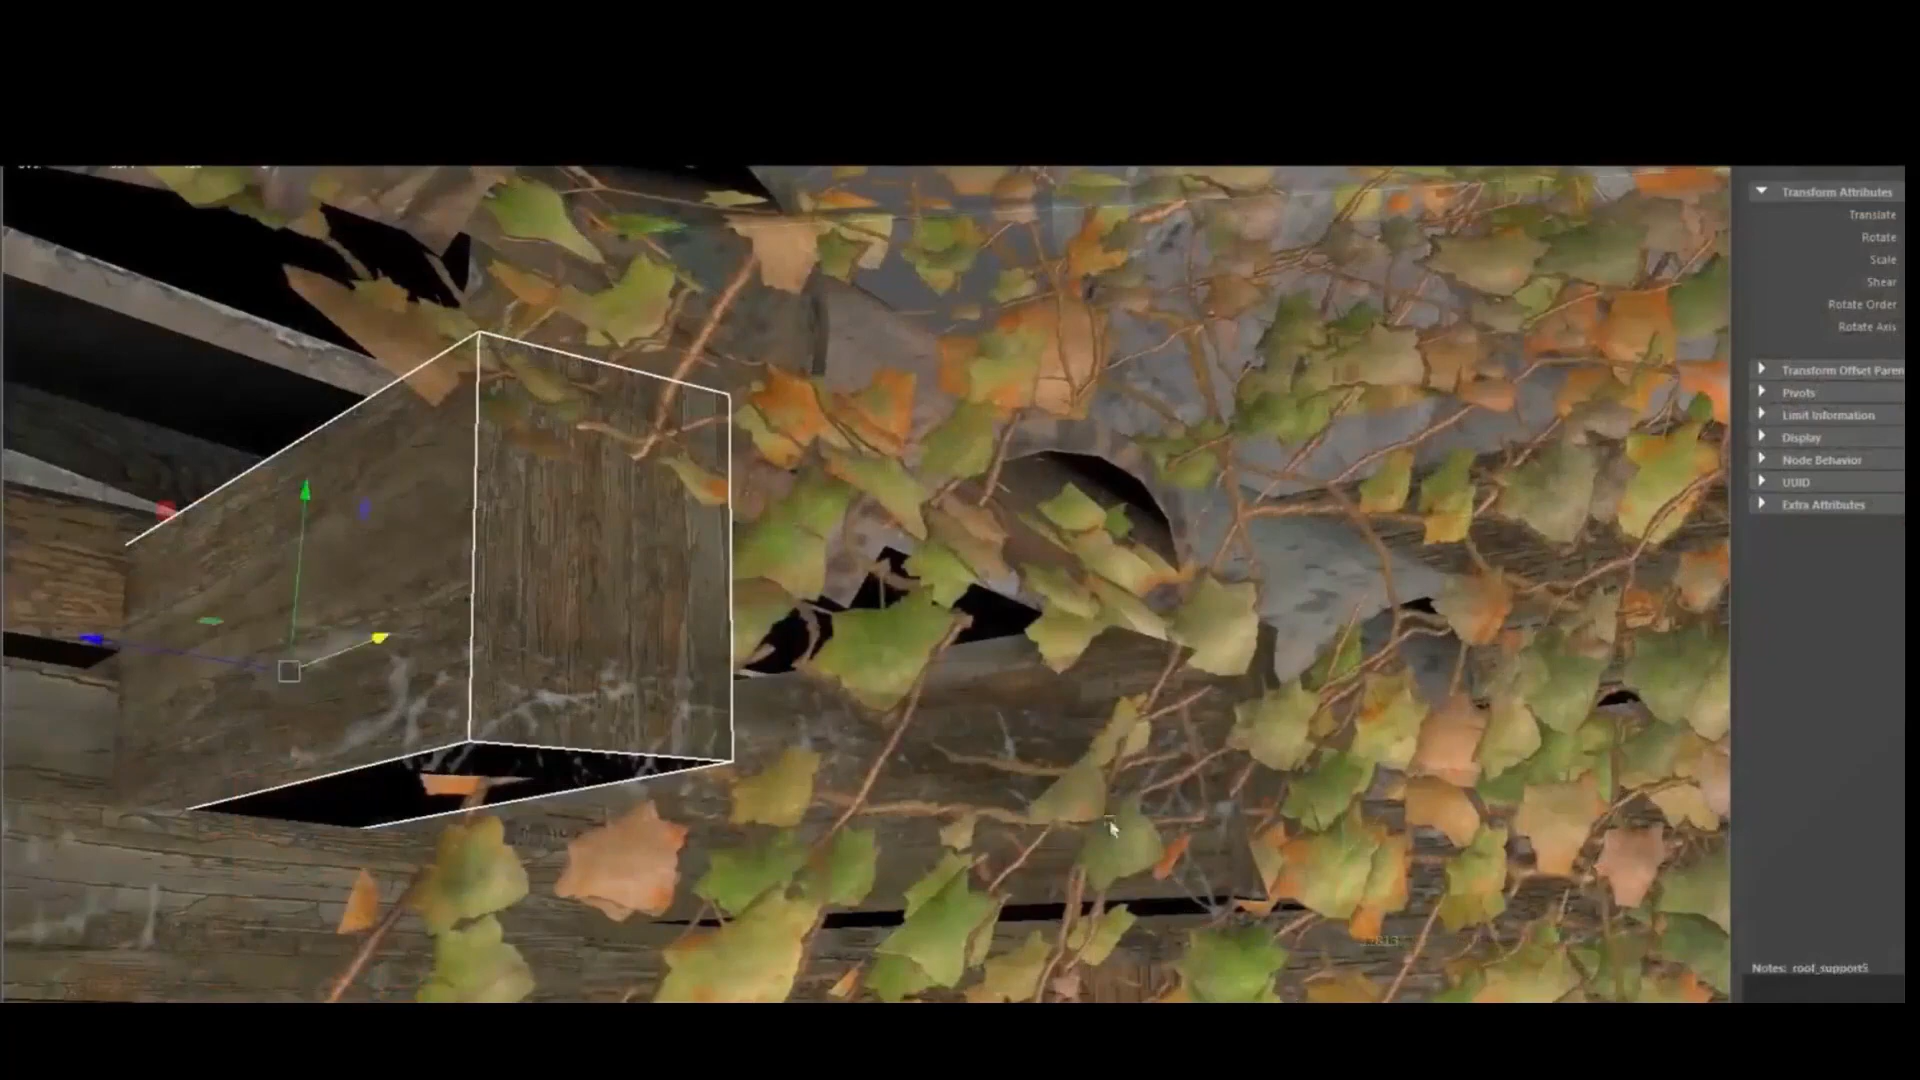 Transform Attributes
Translate
Rotate
Scale
Shear
Rotate Order
Rotate Axis
Transform Offset Paren
Pivots
Limit Information
Display
Node Behavior
UUID
Extra Attributes
Notes: roof_support5